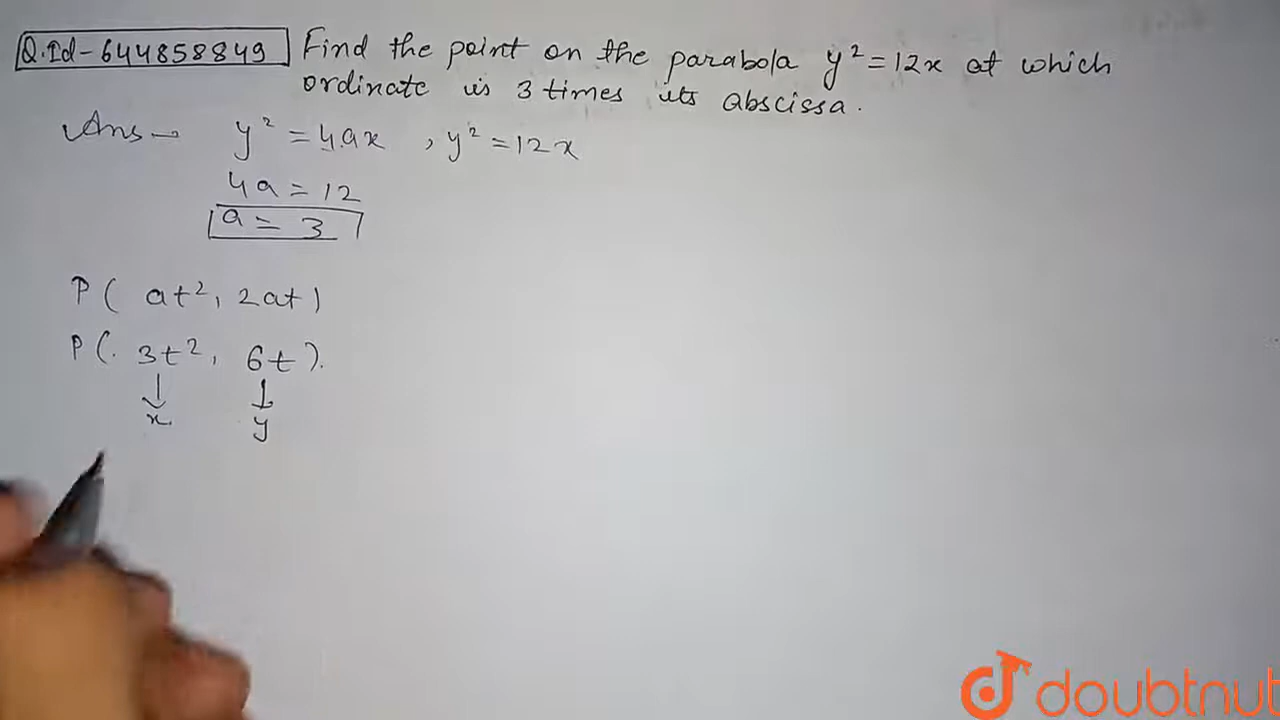 Q.Id-644858849 Find the point on the parabola y² = 12x at which
ordinate is 3 times its abscissa.
Ans → y² = 4ax , y² = 12x
4a = 12
a = 3
P ( at², 2at )
P (. 3t², 6t ).
↓ ↓
x y
doubtnut